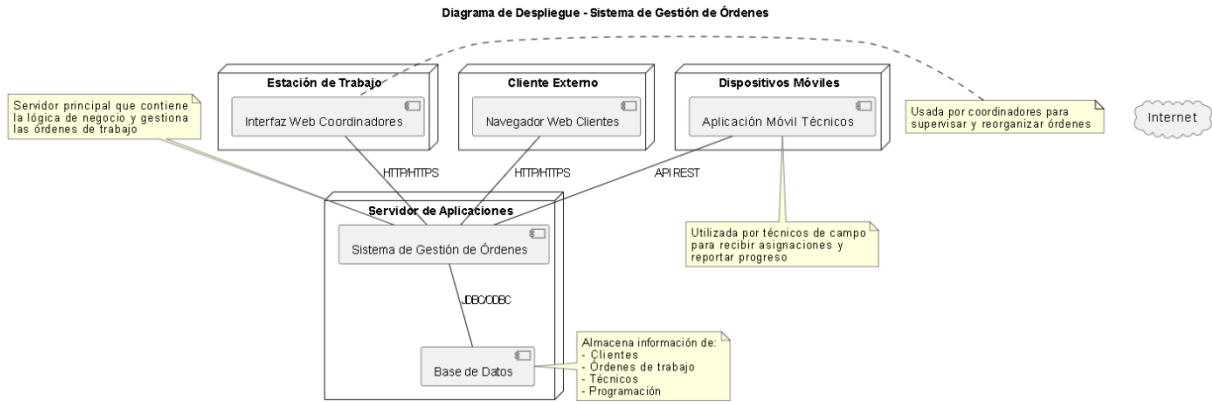 Diagrama de Despliegue - Sistema de Gestión de Órdenes
Estación de Trabajo
Interfaz Web Coordinadores
Cliente Externo
Navegador Web Clientes
Dispositivos Móviles
Aplicación Móvil Técnicos
Servidor principal que contiene
la lógica de negocio y gestiona
las órdenes de trabajo
Usada por coordinadores para
supervisar y reorganizar órdenes
Internet
HTTP/HTTPS
HTTP/HTTPS
API REST
Servidor de Aplicaciones
Sistema de Gestión de Órdenes
Utilizada por técnicos de campo
para recibir asignaciones y
reportar progreso
JDBC/ODBC
Base de Datos
Almacena información de:
- Clientes
- Órdenes de trabajo
- Técnicos
- Programación